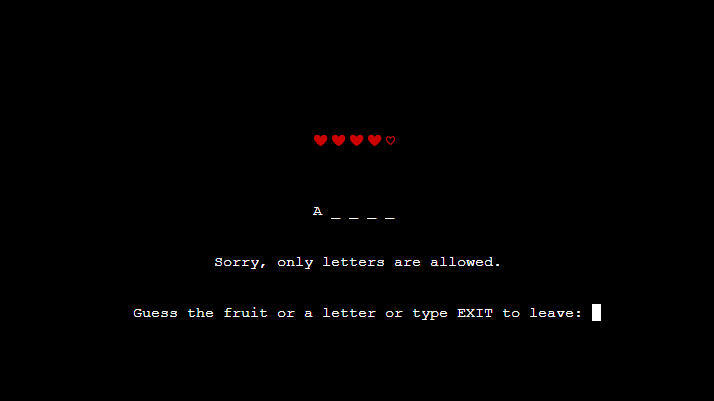 A _ _ _ _
Sorry, only letters are allowed.
Guess the fruit or a letter or type EXIT to leave: